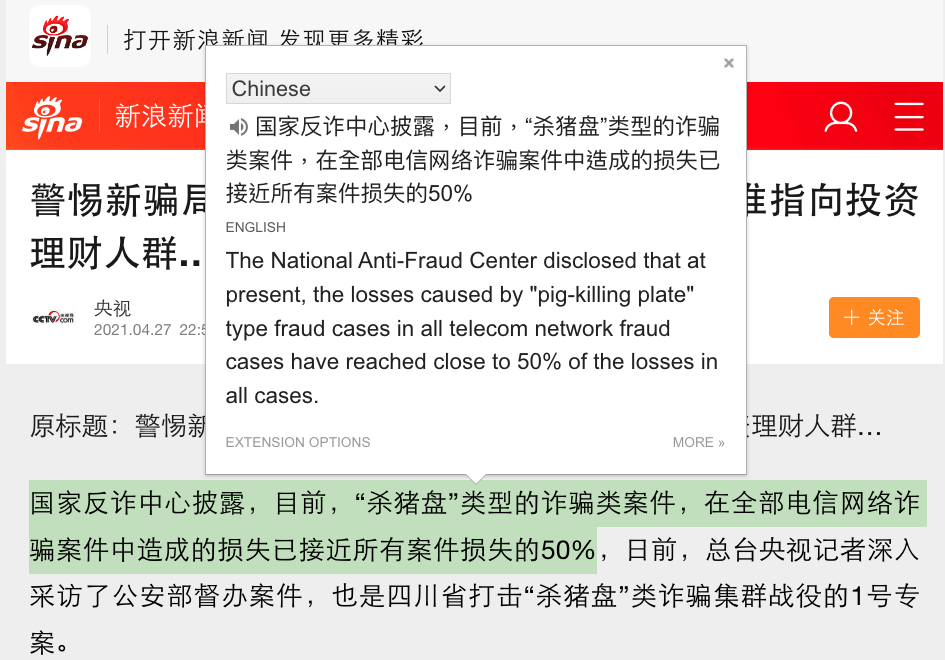 sina
打开新浪新闻 发现更多精彩
sina 新浪新闻
×
Chinese
国家反诈中心披露，目前，“杀猪盘”类型的诈骗
类案件，在全部电信网络诈骗案件中造成的损失已
接近所有案件损失的50%
ENGLISH
The National Anti-Fraud Center disclosed that at
present, the losses caused by "pig-killing plate"
type fraud cases in all telecom network fraud
cases have reached close to 50% of the losses in
all cases.
EXTENSION OPTIONS
MORE »
警惕新骗局 准指向投资
理财人群...
CCTV.com 央视
2021.04.27 22:5
＋ 关注
原标题：警惕新 理财人群...
国家反诈中心披露，目前，“杀猪盘”类型的诈骗类案件，在全部电信网络诈
骗案件中造成的损失已接近所有案件损失的50%，日前，总台央视记者深入
采访了公安部督办案件，也是四川省打击“杀猪盘”类诈骗集群战役的1号专
案。